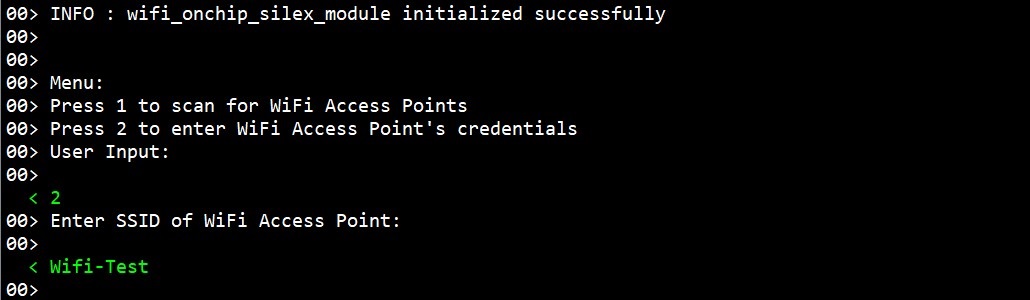 00> INFO : wifi_onchip_silex_module initialized successfully
00>
00>
00> Menu:
00> Press 1 to scan for WiFi Access Points
00> Press 2 to enter WiFi Access Point's credentials
00> User Input:
00>
< 2
00> Enter SSID of WiFi Access Point:
00>
< Wifi-Test
00>